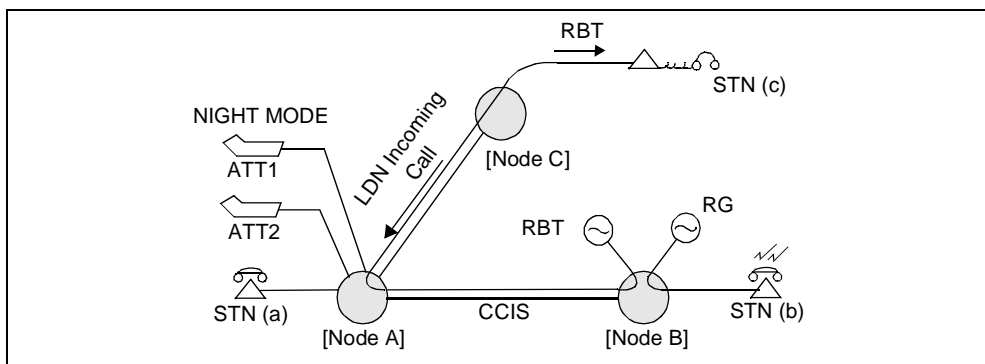 RBT
STN (c)
NIGHT MODE
ATT1
LDN Incoming
Call
[Node C]
ATT2
RBT
RG
STN (a)
[Node A]
CCIS
[Node B]
STN (b)